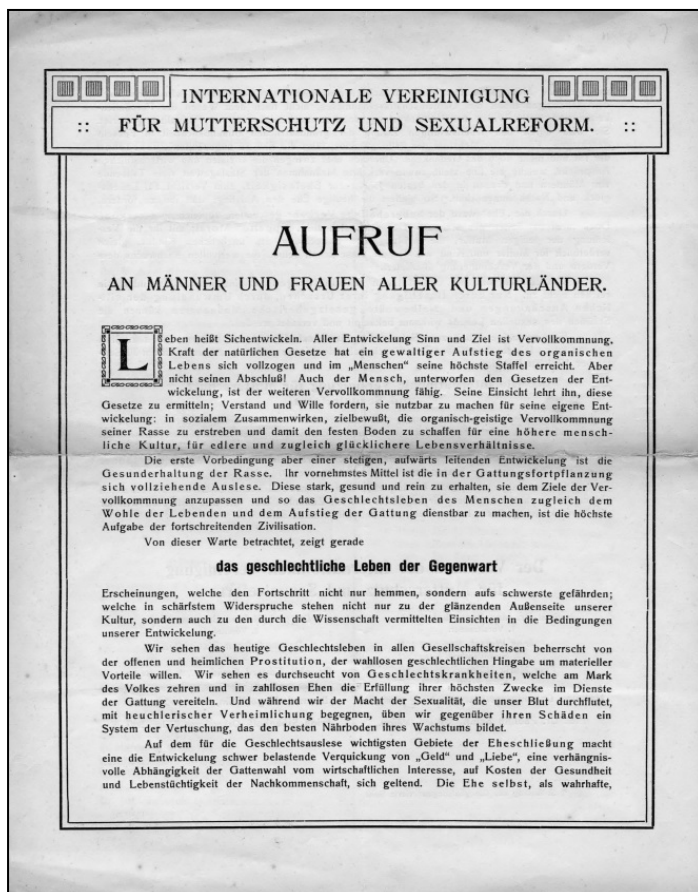 INTERNATIONALE VEREINIGUNG
:: FÜR MUTTERSCHUTZ UND SEXUALREFORM. ::
AUFRUF
AN MÄNNER UND FRAUEN ALLER KULTURLÄNDER.
Leben heißt Sichentwickeln. Aller Entwickelung Sinn und Ziel ist Vervollkommnung,
Kraft der natürlichen Gesetze hat ein gewaltiger Aufstieg des organischen
Lebens sich vollzogen und im „Menschen“ seine höchste Staffel erreicht. Aber
nicht seinen Abschluß! Auch der Mensch, unterworfen den Gesetzen der Ent-
wickelung, ist der weiteren Vervollkommnung fähig. Seine Einsicht lehrt ihn, diese
Gesetze zu ermitteln; Verstand und Wille fordern, sie nutzbar zu machen für seine eigene Ent-
wickelung: in sozialem Zusammenwirken, zielbewußt, die organisch-geistige Vervollkommnung
seiner Rasse zu erstreben und damit den festen Boden zu schaffen für eine höhere mensch-
liche Kultur, für edlere und zugleich glücklichere Lebensverhältnisse.
Die erste Vorbedingung aber einer stetigen, aufwärts leitenden Entwickelung ist die
Gesunderhaltung der Rasse. Ihr vornehmstes Mittel ist die in der Gattungsfortpflanzung
sich vollziehende Auslese. Diese stark, gesund und rein zu erhalten, sie dem Ziele der Ver-
vollkommnung anzupassen und so das Geschlechtsleben des Menschen zugleich dem
Wohle der Lebenden und dem Aufstieg der Gattung dienstbar zu machen, ist die höchste
Aufgabe der fortschreitenden Zivilisation.
Von dieser Warte betrachtet, zeigt gerade
das geschlechtliche Leben der Gegenwart
Erscheinungen, welche den Fortschritt nicht nur hemmen, sondern aufs schwerste gefährden;
welche in schärfstem Widerspruche stehen nicht nur zu der glänzenden Außenseite unserer
Kultur, sondern auch zu den durch die Wissenschaft vermittelten Einsichten in die Bedingungen
unserer Entwickelung.
Wir sehen das heutige Geschlechtsleben in allen Gesellschaftskreisen beherrscht von
der offenen und heimlichen Prostitution, der wahllosen geschlechtlichen Hingabe um materieller
Vorteile willen. Wir sehen es durchseucht von Geschlechtskrankheiten, welche am Mark
des Volkes zehren und in zahllosen Ehen die Erfüllung ihrer höchsten Zwecke im Dienste
der Gattung vereiteln. Und während wir der Macht der Sexualität, die unser Blut durchflutet,
mit heuchlerischer Verheimlichung begegnen, üben wir gegenüber ihren Schäden ein
System der Vertuschung, das den besten Nährboden ihres Wachstums bildet.
Auf dem für die Geschlechtsauslese wichtigsten Gebiete der Eheschließung macht
eine die Entwickelung schwer belastende Verquickung von „Geld“ und „Liebe“, eine verhängnis-
volle Abhängigkeit der Gattenwahl vom wirtschaftlichen Interesse, auf Kosten der Gesundheit
und Lebenstüchtigkeit der Nachkommenschaft, sich geltend. Die Ehe selbst, als wahrhafte,